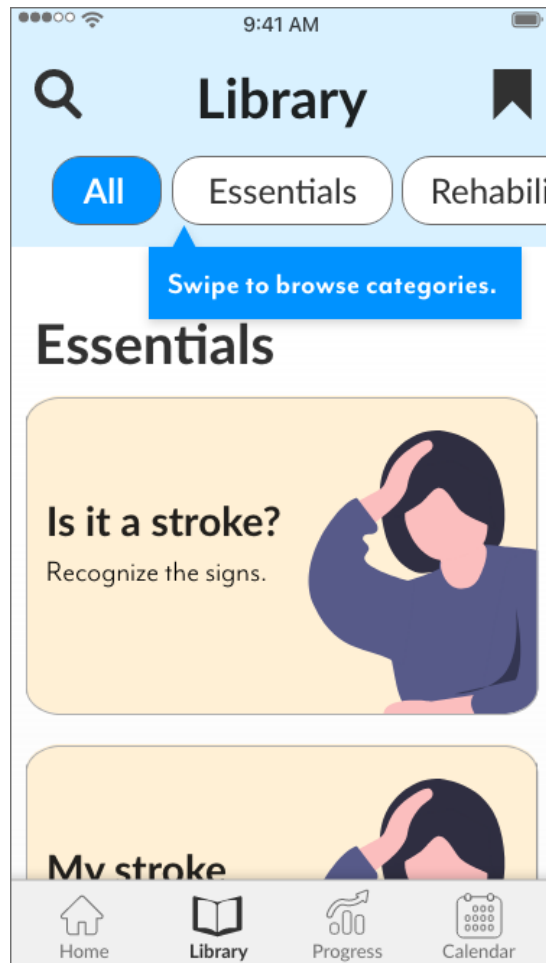 9:41 AM
Library
All
Essentials
Rehabili
Swipe to browse categories.
Essentials
Is it a stroke?
Recognize the signs.
My stroke
Home
Library
Progress
Calendar